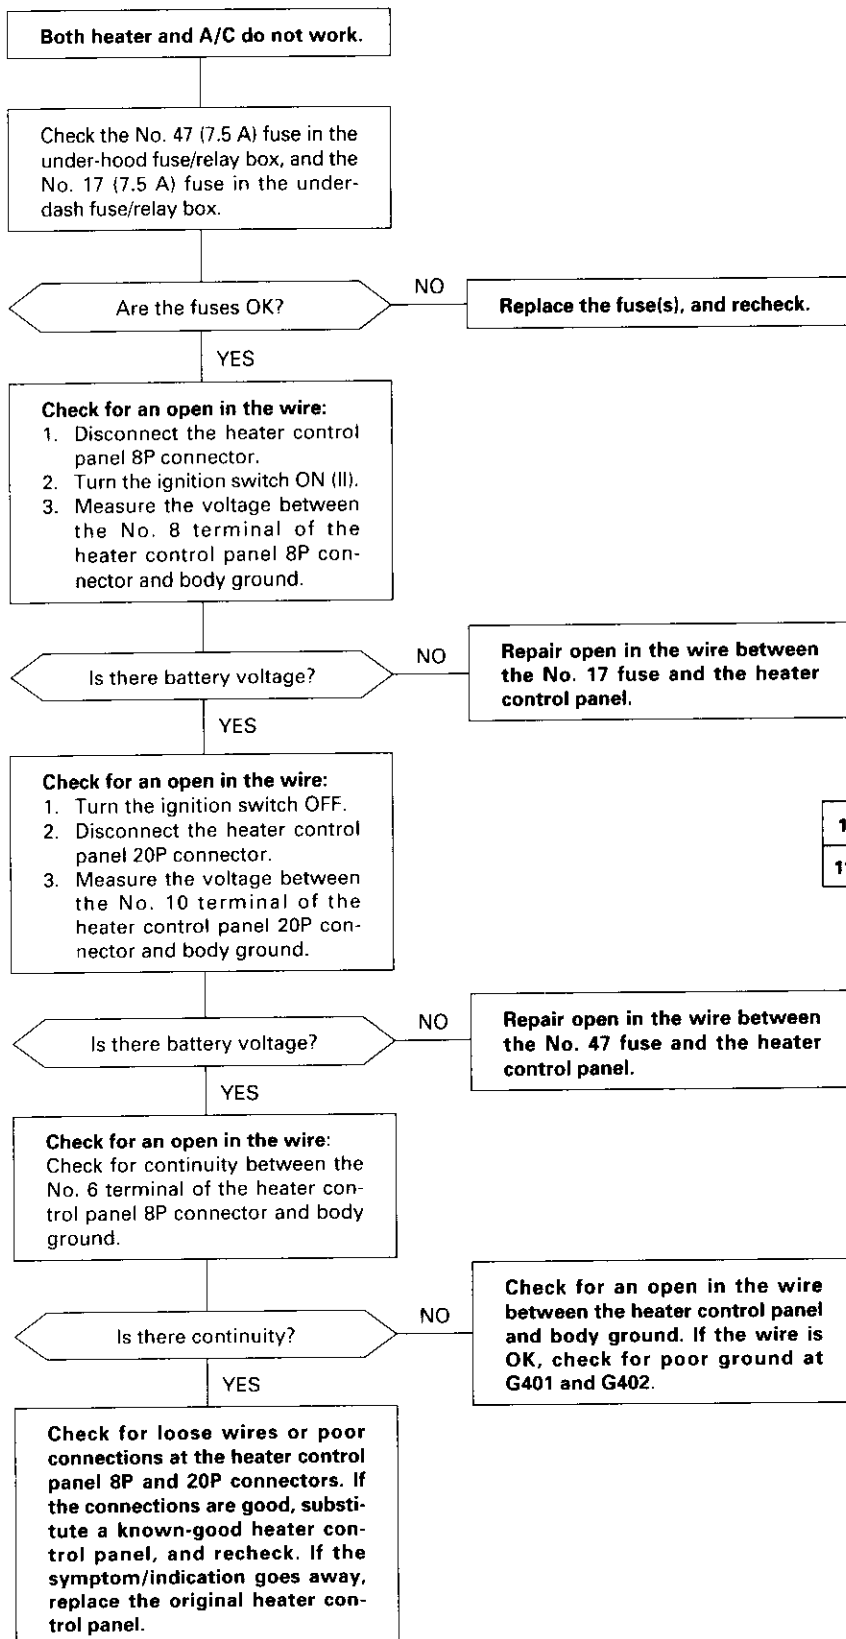 Both heater and A/C do not work.
Check the No. 47 (7.5 A) fuse in the
under-hood fuse/relay box, and the
No. 17 (7.5 A) fuse in the under-
dash fuse/relay box.
Are the fuses OK?
NO
Replace the fuse(s), and recheck.
YES
Check for an open in the wire:
1. Disconnect the heater control
panel 8P connector.
2. Turn the ignition switch ON (II).
3. Measure the voltage between
the No. 8 terminal of the
heater control panel 8P con-
nector and body ground.
Is there battery voltage?
NO
Repair open in the wire between
the No. 17 fuse and the heater
control panel.
YES
Check for an open in the wire:
1. Turn the ignition switch OFF.
2. Disconnect the heater control
panel 20P connector.
3. Measure the voltage between
the No. 10 terminal of the
heater control panel 20P con-
nector and body ground.
1
Is there battery voltage?
NO
Repair open in the wire between
the No. 47 fuse and the heater
control panel.
YES
Check for an open in the wire:
Check for continuity between the
No. 6 terminal of the heater con-
trol panel 8P connector and body
ground.
Is there continuity?
NO
Check for an open in the wire
between the heater control panel
and body ground. If the wire is
OK, check for poor ground at
G401 and G402.
YES
Check for loose wires or poor
connections at the heater control
panel 8P and 20P connectors. If
the connections are good, substi-
tute a known-good heater con-
trol panel, and recheck. If the
symptom/indication goes away,
replace the original heater con-
trol panel.